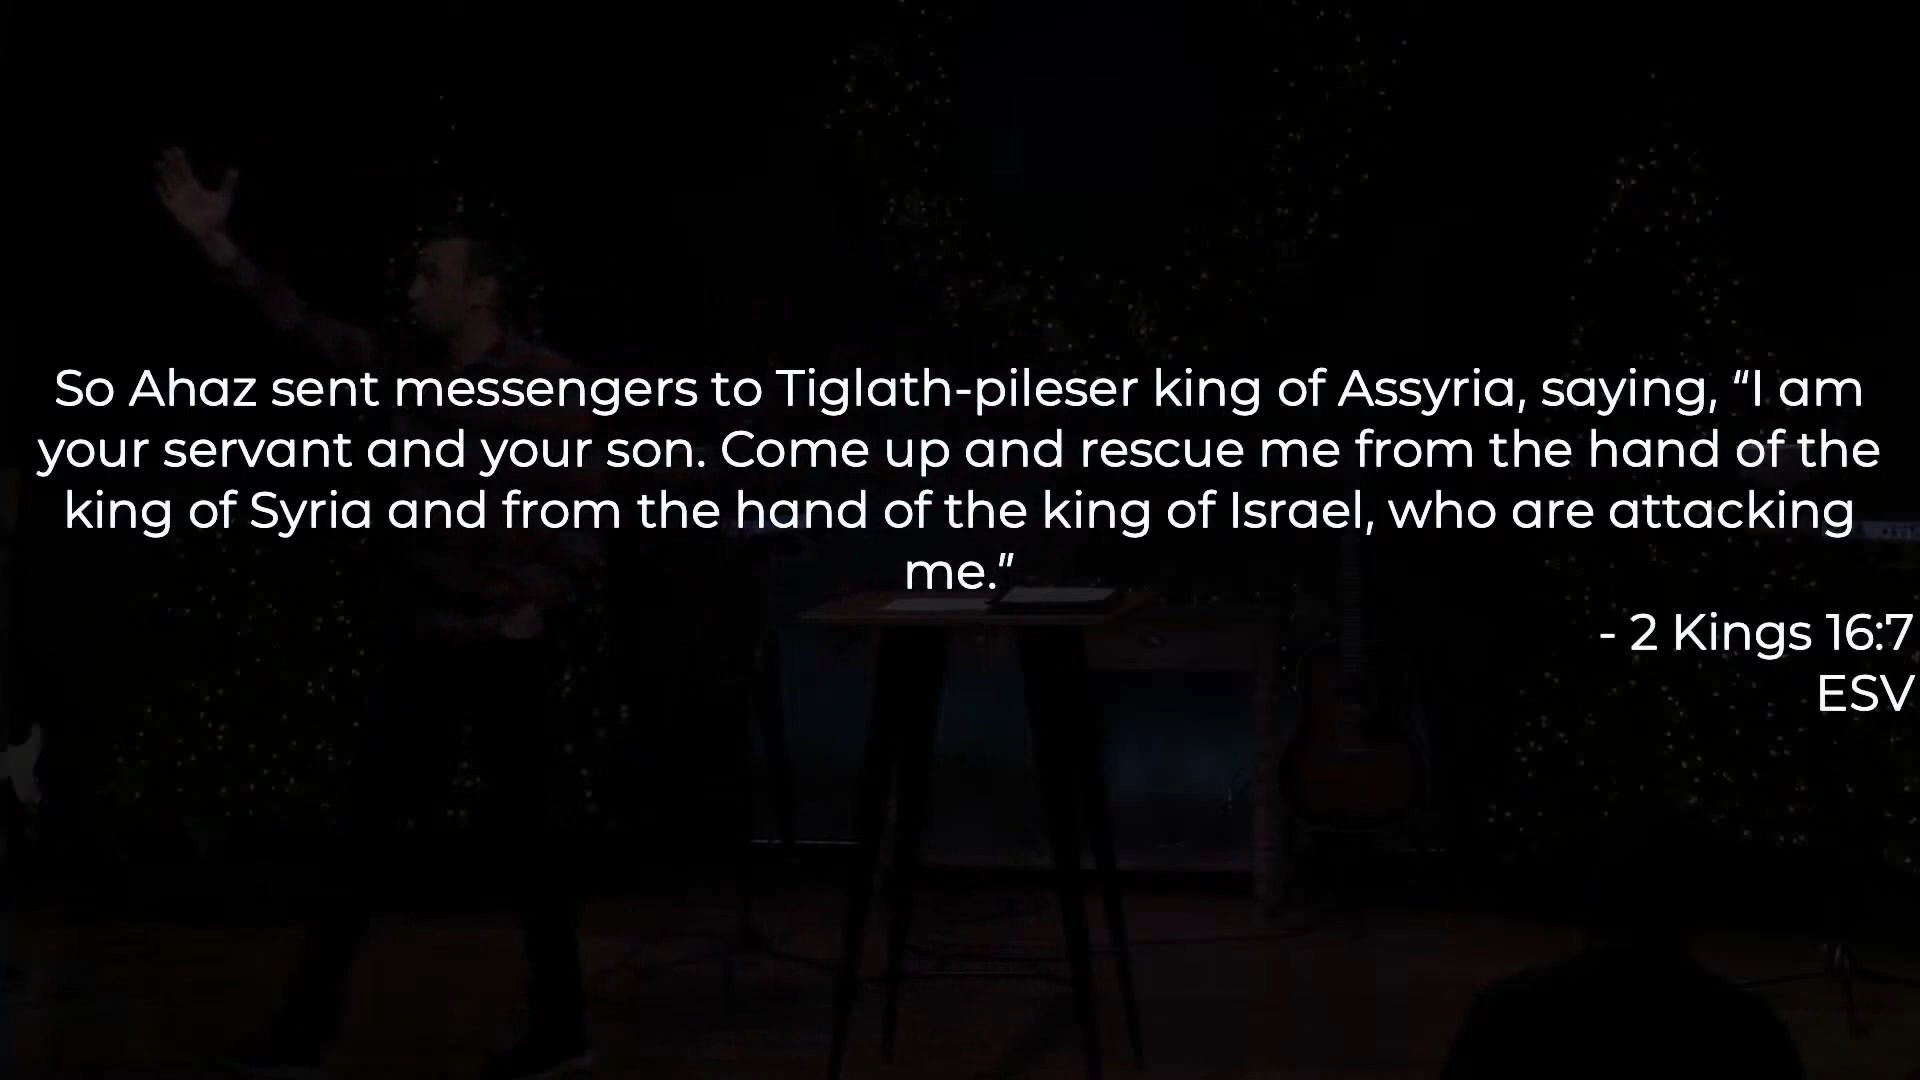 So Ahaz sent messengers to Tiglath-pileser king of Assyria, saying, “I am
your servant and your son. Come up and rescue me from the hand of the
king of Syria and from the hand of the king of Israel, who are attacking
me.”
- 2 Kings 16:7
ESV